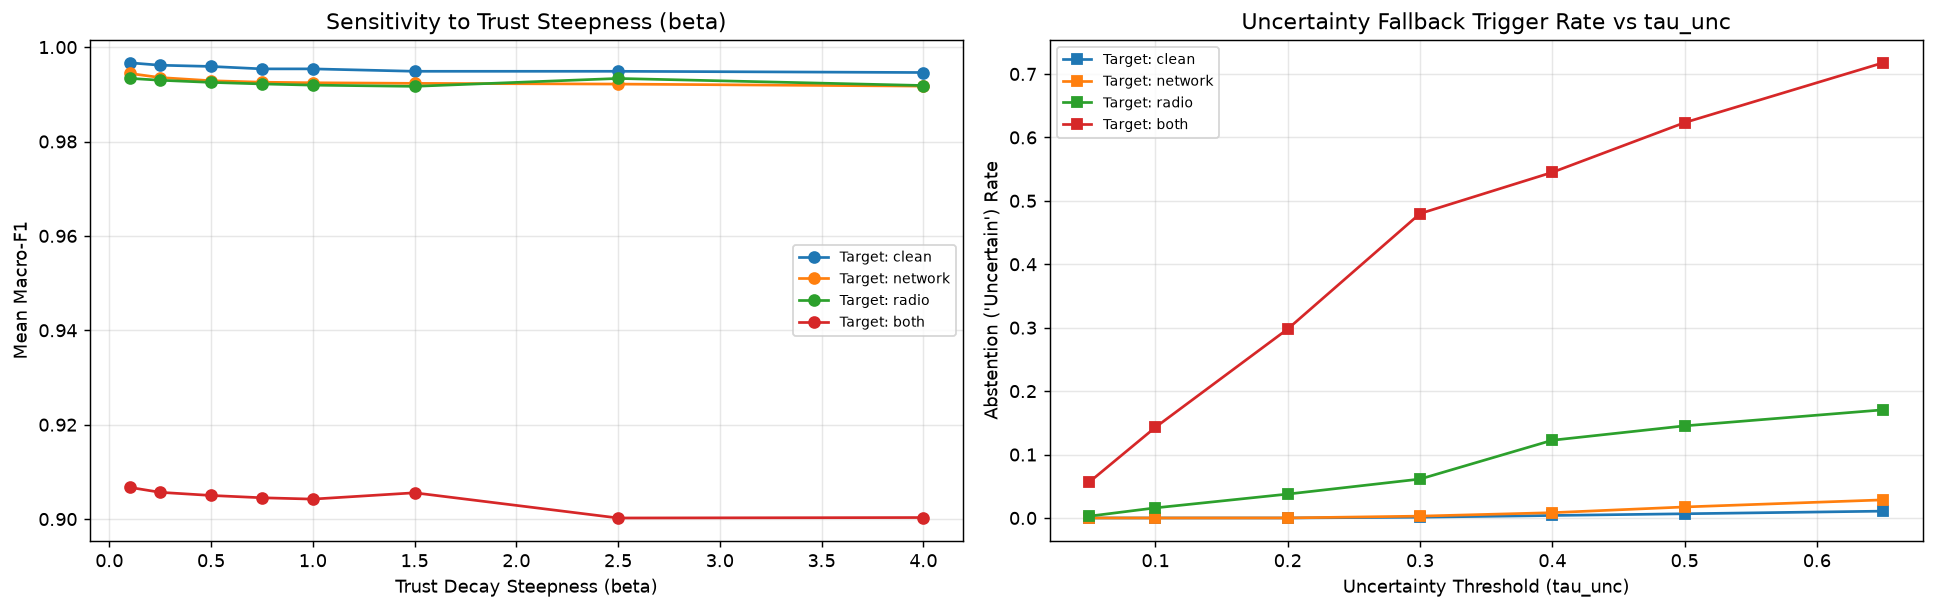 Sensitivity to Trust Steepness (beta)
1.00
0.98
0.96
0.94
0.92
0.90
Mean Macro-F1
Target: clean
Target: network
Target: radio
Target: both
0.0 0.5 1.0 1.5 2.0 2.5 3.0 3.5 4.0
Trust Decay Steepness (beta)
Uncertainty Fallback Trigger Rate vs tau_unc
Target: clean
Target: network
Target: radio
Target: both
0.7
0.6
0.5
0.4
0.3
0.2
0.1
0.0
Abstention ('Uncertain') Rate
0.1 0.2 0.3 0.4 0.5 0.6
Uncertainty Threshold (tau_unc)